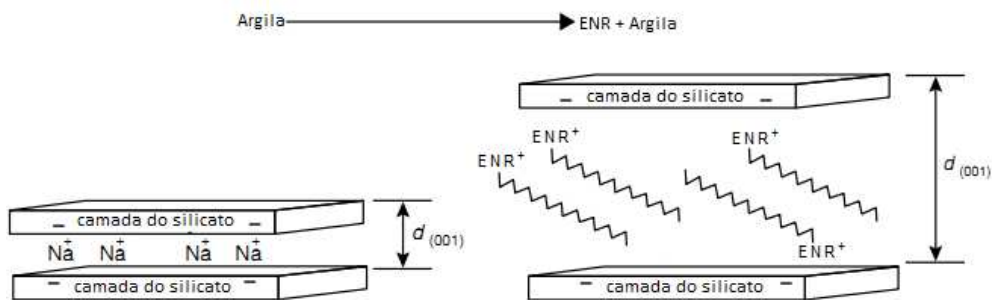 Argila ENR + Argila
camada do silicato
ENR⁺
ENR⁺
ENR⁺
ENR⁺
d (001)
camada do silicato
d (001)
Na⁺ Na⁺ Na⁺ Na⁺
camada do silicato
camada do silicato